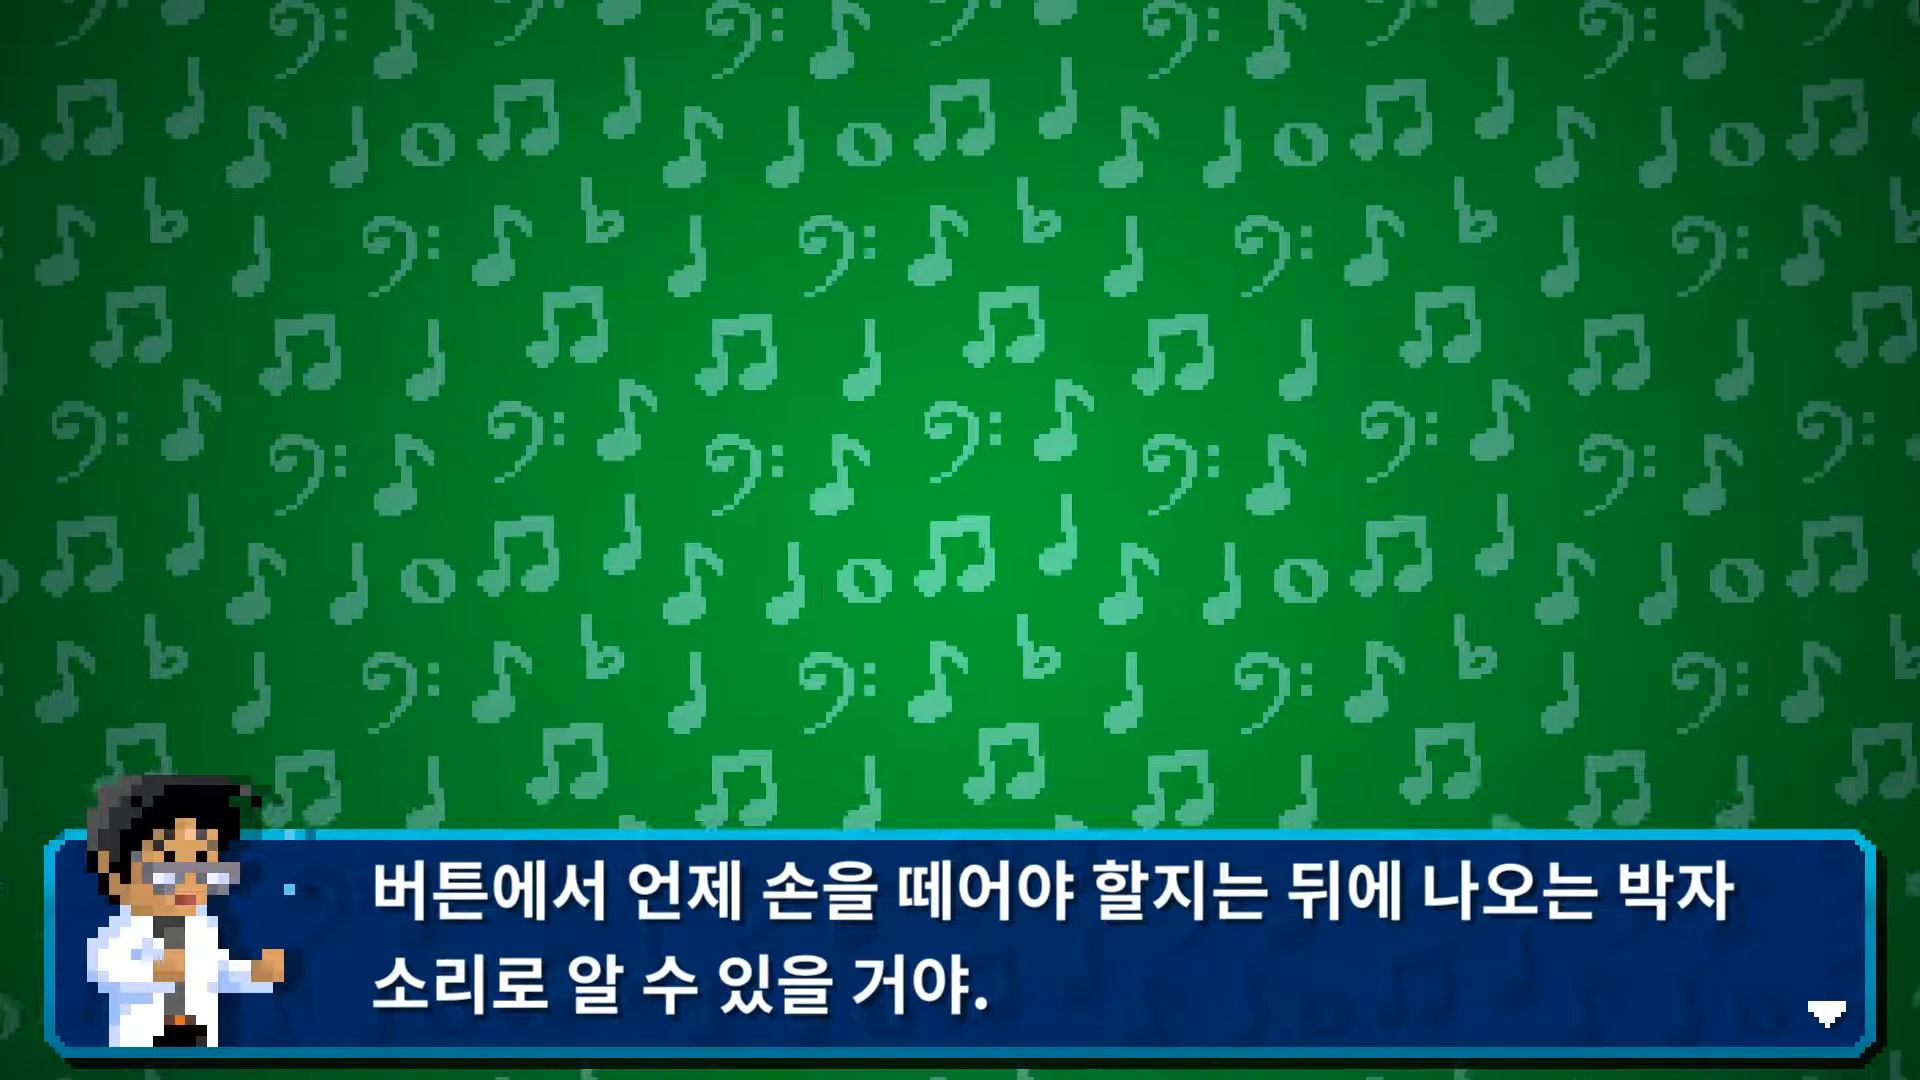 버튼에서 언제 손을 떼어야 할지는 뒤에 나오는 박자
소리로 알 수 있을 거야.